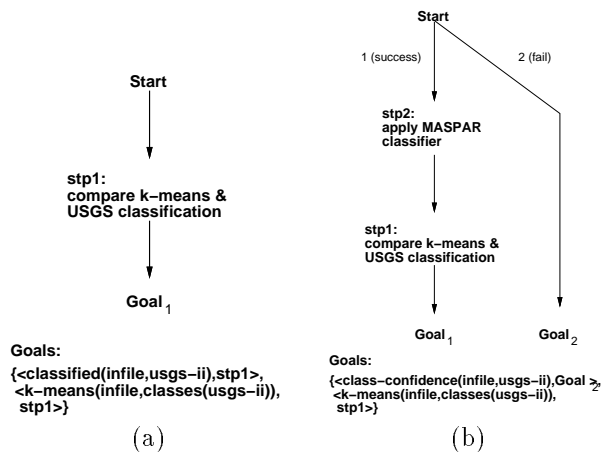 Start
stp1:
compare k−means &
USGS classification
Goal 1
Goals:
{<classified(infile,usgs−ii),stp1>,
<k−means(infile,classes(usgs−ii)),
stp1>}
(a)
Start
1 (success)
2 (fail)
stp2:
apply MASPAR
classifier
stp1:
compare k−means &
USGS classification
Goal 1
Goal 2
Goals:
{<class−confidence(infile,usgs−ii),Goal 2>,
<k−means(infile,classes(usgs−ii)),
stp1>}
(b)